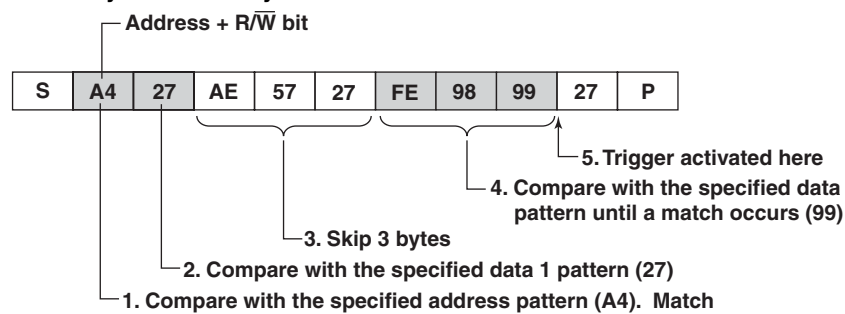 Address + R/W̅ bit
S A4 27 AE 57 27 FE 98 99 27 P
5. Trigger activated here
4. Compare with the specified data
pattern until a match occurs (99)
3. Skip 3 bytes
2. Compare with the specified data 1 pattern (27)
1. Compare with the specified address pattern (A4). Match